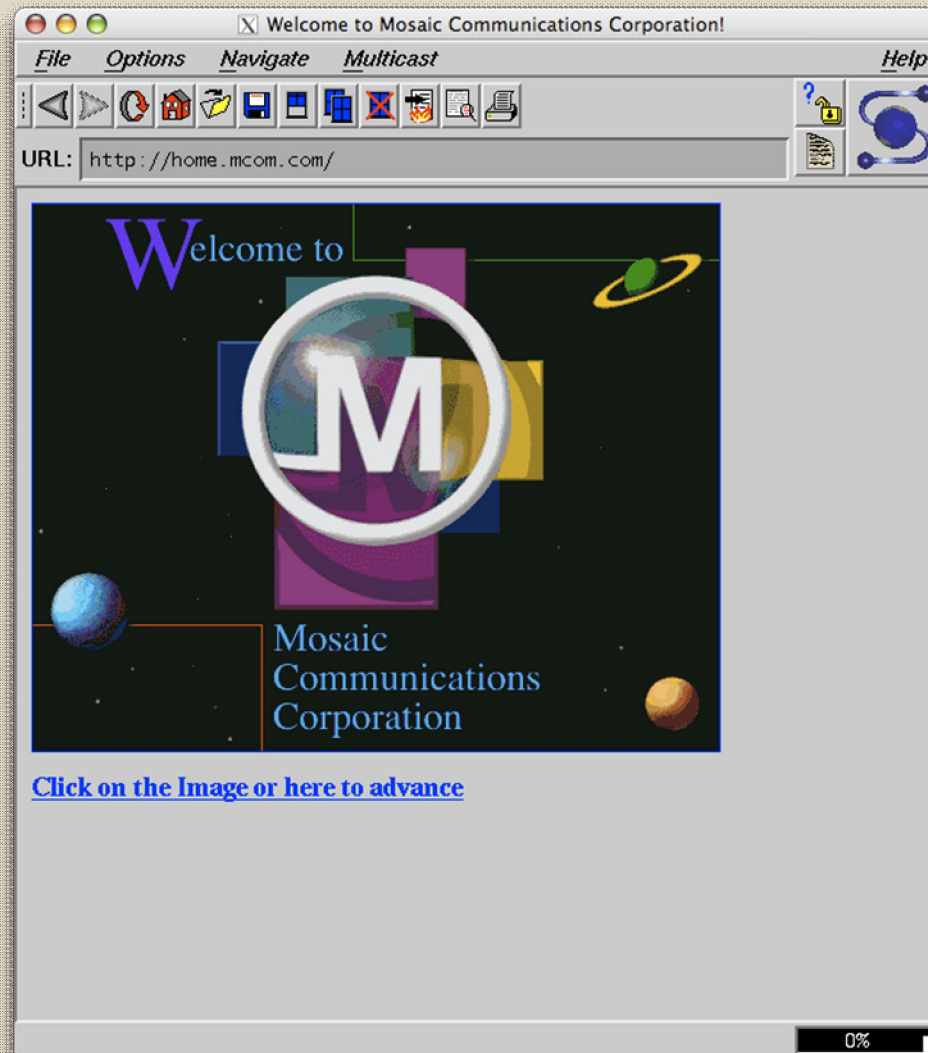 X Welcome to Mosaic Communications Corporation!
File Options Navigate Multicast Help
URL: http://home.mcom.com/
Welcome to
M
Mosaic
Communications
Corporation
Click on the Image or here to advance
0%